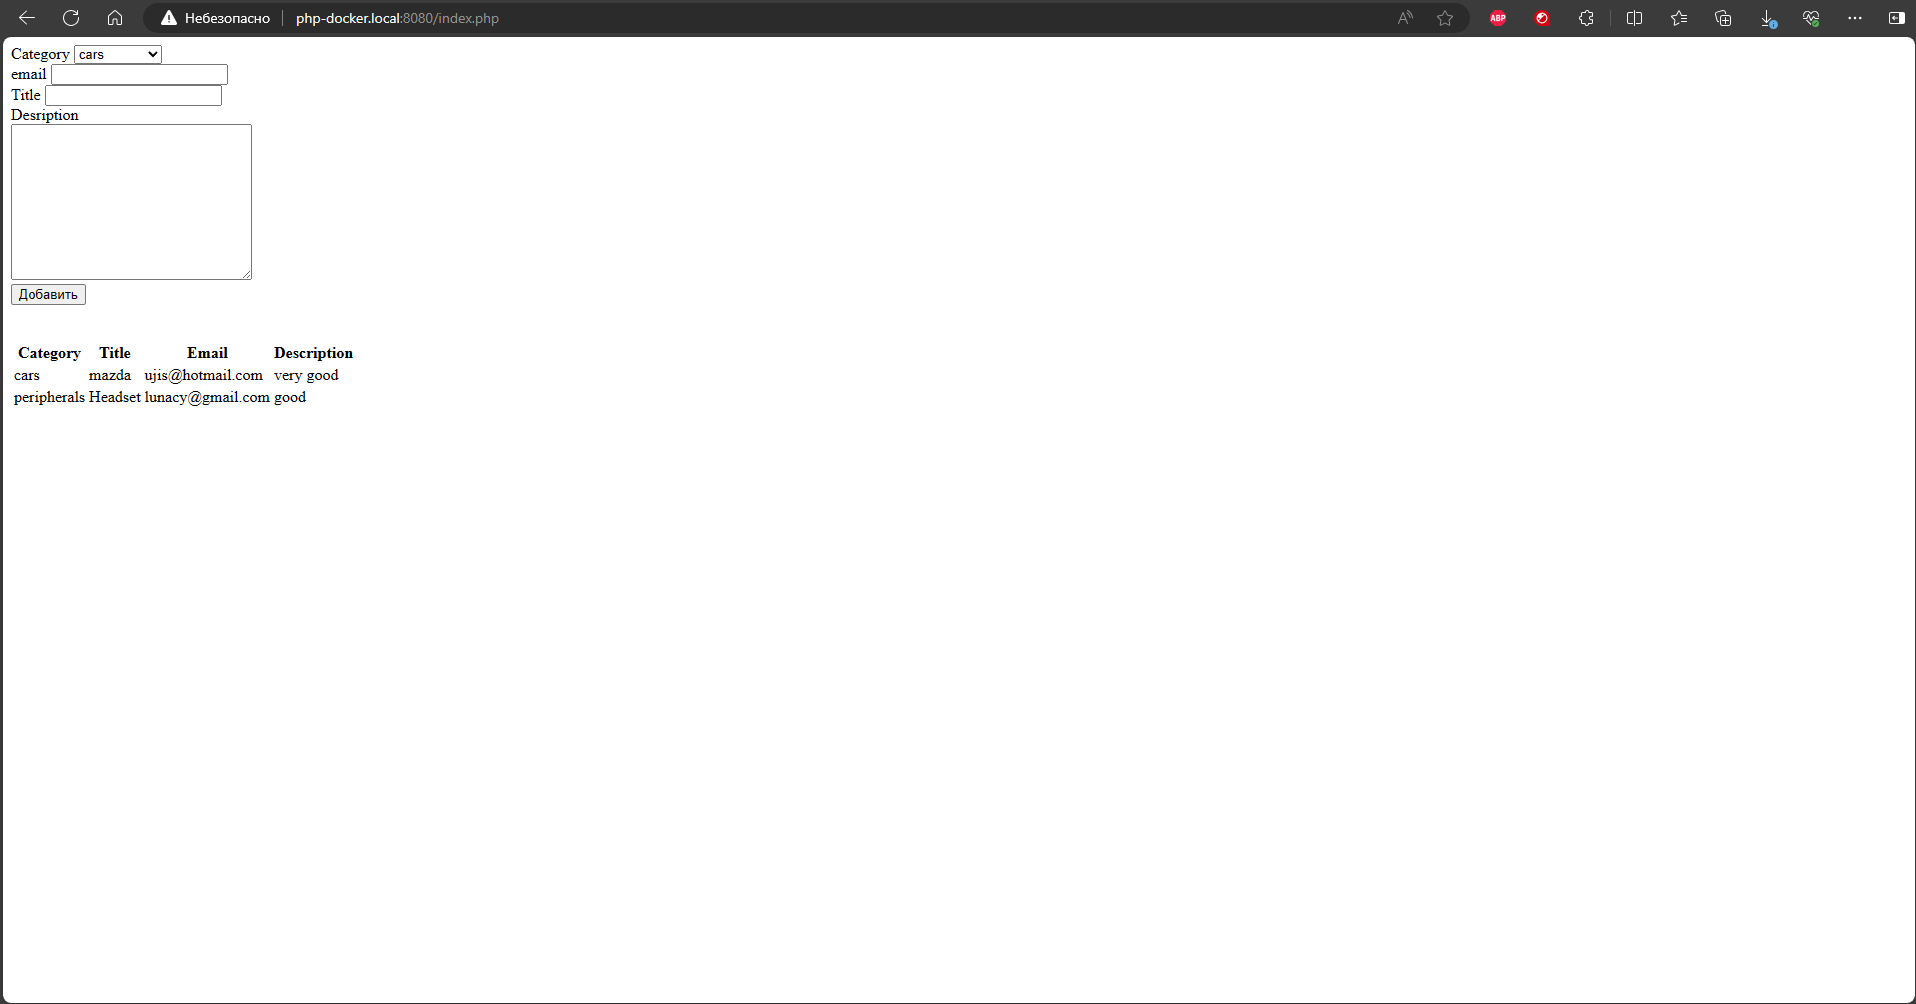 Небезопасно php-docker.local:8080/index.php ABP
Category cars
email
Title
Desription
Добавить
Category Title Email Description
cars mazda ujis@hotmail.com very good
peripherals Headset lunacy@gmail.com good